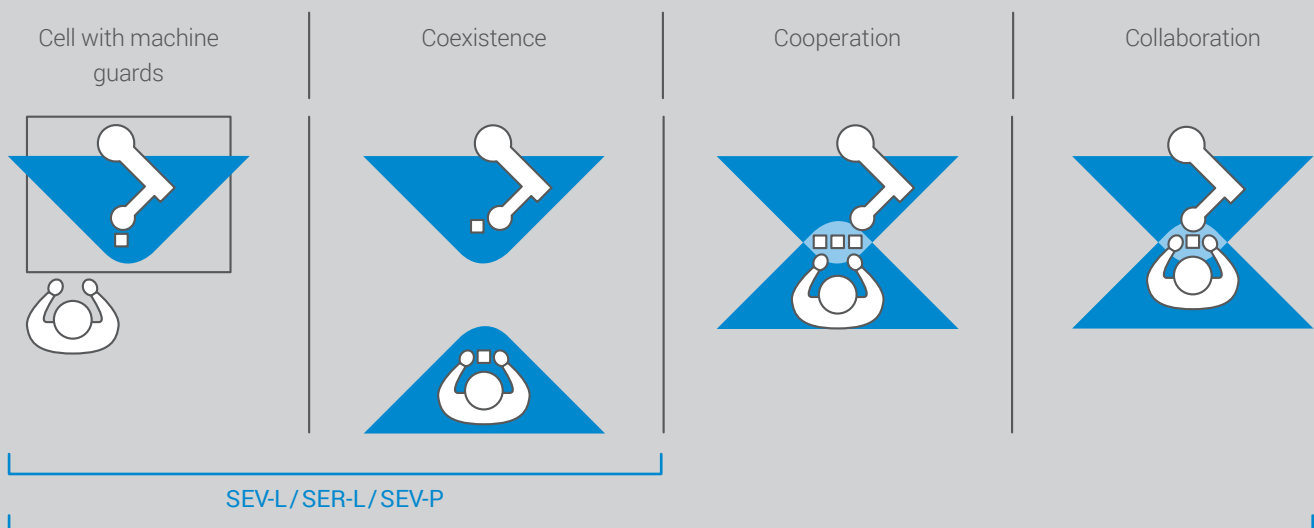 Cell with machine
guards
Coexistence
Cooperation
Collaboration
SEV-L/SER-L/SEV-P